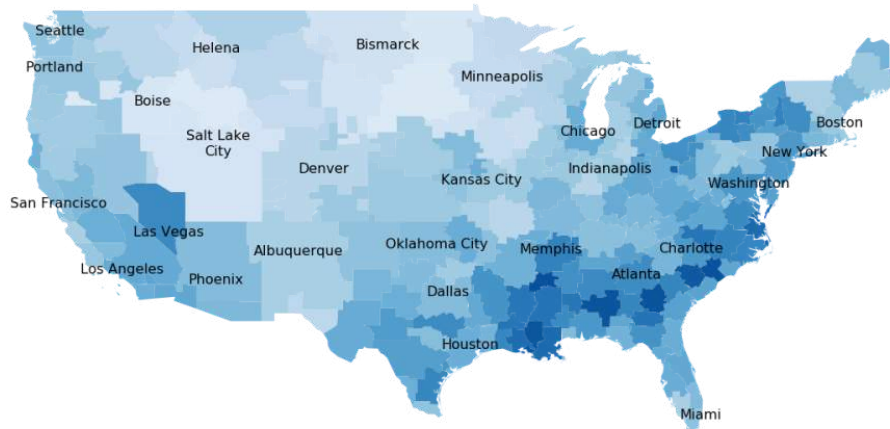 Seattle
Portland
Helena
Bismarck
Minneapolis
Boise
Salt Lake
City
Chicago
Detroit
Boston
New York
Denver
Kansas City
Indianapolis
Washington
San Francisco
Las Vegas
Los Angeles
Phoenix
Albuquerque
Oklahoma City
Memphis
Charlotte
Atlanta
Dallas
Houston
Miami